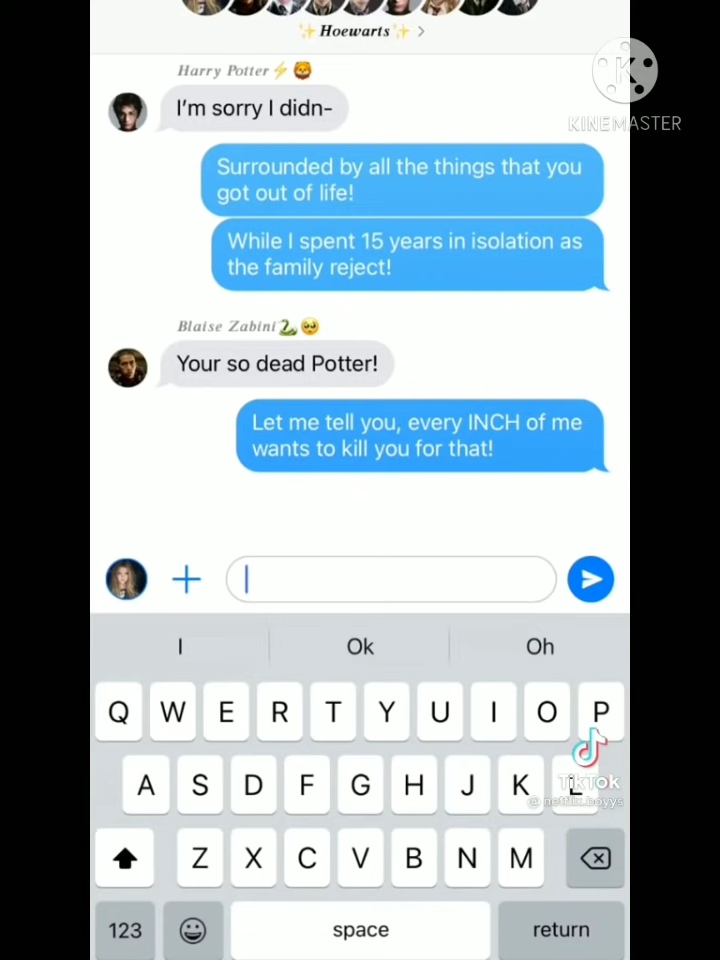 ✨Hoewarts✨ >
Harry Potter⚡🦁
KINEMASTER
I'm sorry I didn-
Surrounded by all the things that you
got out of life!
While I spent 15 years in isolation as
the family reject!
Blaise Zabini🐍🥺
Your so dead Potter!
Let me tell you, every INCH of me
wants to kill you for that!
I Ok Oh
Q W E R T Y U I O P
A S D F G H J K L
TikTok
Z X C V B N M
123 space return